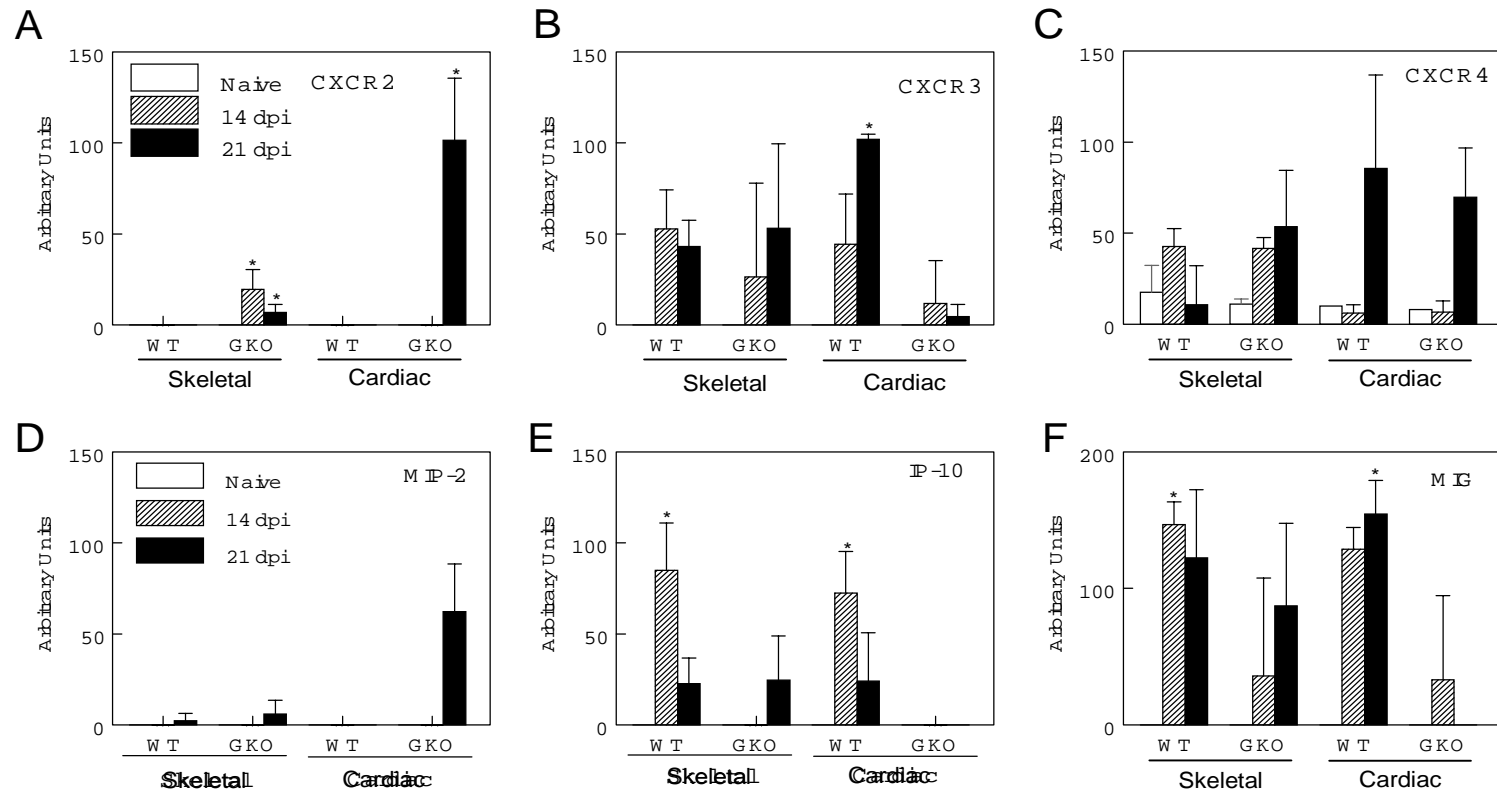 A
150
100
50
0
Arbitrary Units
Naive
14 dpi
21 dpi
CXCR2
*
*
*
WT GKO WT GKO
Skeletal Cardiac
B
150
100
50
0
Arbitrary Units
CXCR3
*
WT GKO WT GKO
Skeletal Cardiac
C
150
100
50
0
Arbitrary Units
CXCR4
WT GKO WT GKO
Skeletal Cardiac
D
150
100
50
0
Arbitrary Units
Naive
14 dpi
21 dpi
MIP-2
WT GKO WT GKO
Skeletal Cardiac
E
150
100
50
0
Arbitrary Units
IP-10
*
*
WT GKO WT GKO
Skeletal Cardiac
F
200
100
0
Arbitrary Units
MIG
*
*
WT GKO WT GKO
Skeletal Cardiac